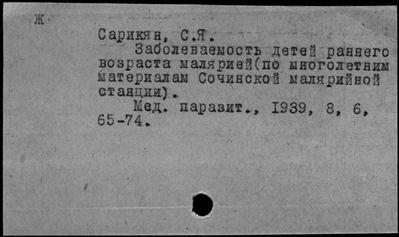 Ж
Сарикян, С.Я.
Заболеваемость детей раннего
возраста малярией(по многолетним
материалам Сочинской малярийной
станции).
Мед. паразит., 1939, 8, 6,
65-74.